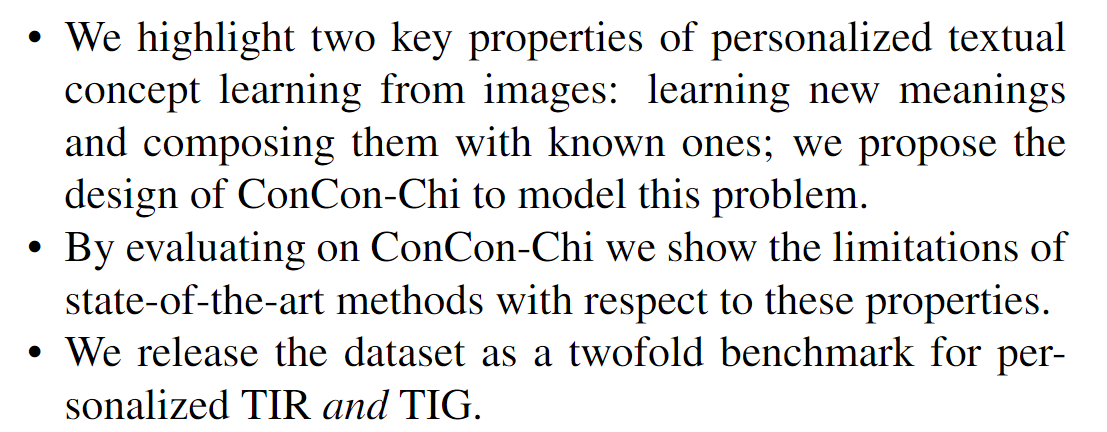 • We highlight two key properties of personalized textual
concept learning from images: learning new meanings
and composing them with known ones; we propose the
design of ConCon-Chi to model this problem.
• By evaluating on ConCon-Chi we show the limitations of
state-of-the-art methods with respect to these properties.
• We release the dataset as a twofold benchmark for per-
sonalized TIR and TIG.